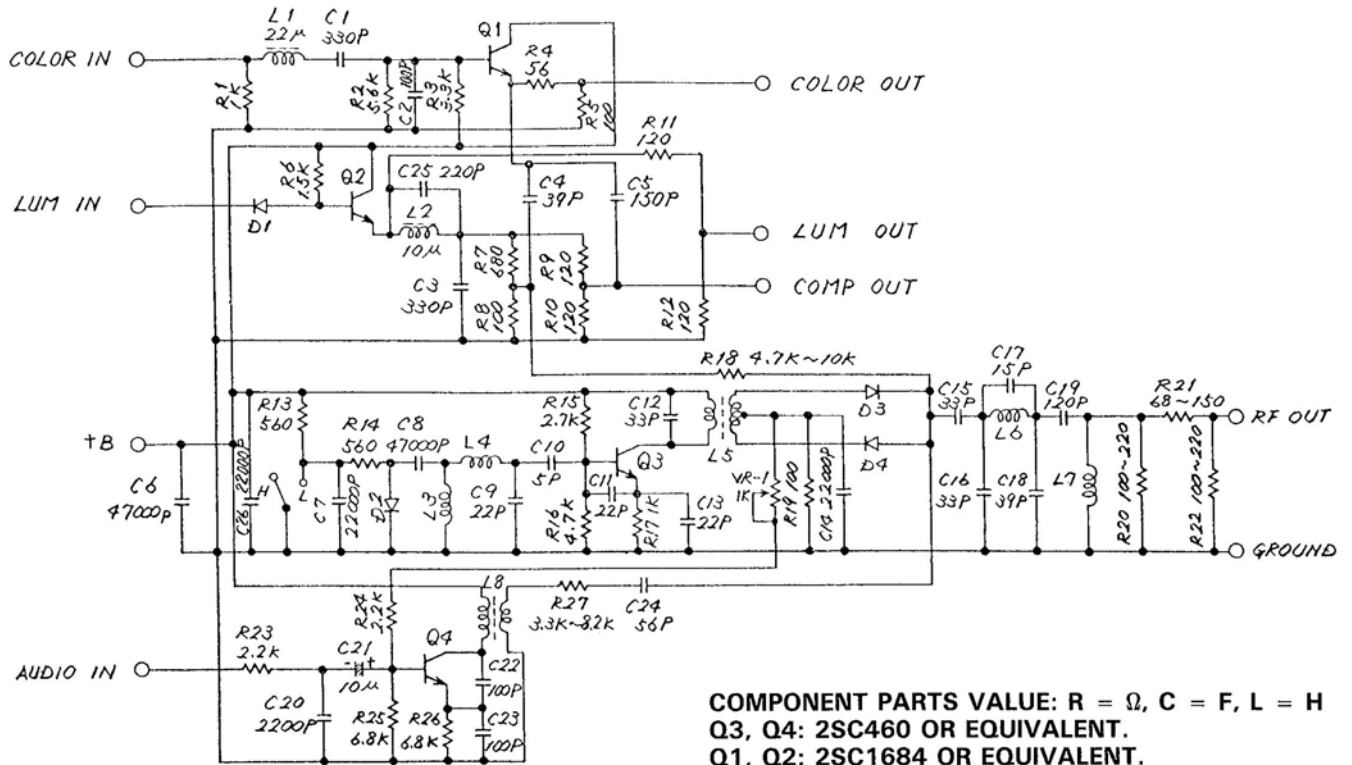 L1
22μ
C1
330P
Q1
R4
56
COLOR IN
COLOR OUT
R1
1K
R2
5.6K
C2
100P
R3
3.3K
R5
100
R11
120
R6
1.5K
Q2
C25 220P
C4
39P
C5
150P
LUM IN
D1
L2
10μ
LUM OUT
C3
330P
R7
680
R9
120
COMP OUT
R8
100
R10
120
R12
120
R18 4.7K~10K
C17
15P
R13
560
R14
560
C8
47000P
L4
C10
5P
R15
2.7K
C12
33P
Q3
L5
D3
D4
C15
33P
L6
C19
120P
R21
68~150
RF OUT
+B
C6
47000P
C26
22000P
H
L
C7
22000P
D2
L3
C9
22P
R16
4.7K
C11
22P
R17 1K
C13
22P
VR-1
1K
R19 100
C14 22000P
C16
33P
C18
39P
L7
R20 100~220
R22 100~220
GROUND
R24
2.2K
L8
R27
3.3K~8.2K
C24
56P
R23
2.2K
AUDIO IN
C21
- +
10μ
Q4
C20
2200P
R25
6.8K
R26
6.8K
C22
100P
C23
100P
COMPONENT PARTS VALUE: R = Ω, C = F, L = H
Q3, Q4: 2SC460 OR EQUIVALENT.
Q1, Q2: 2SC1684 OR EQUIVALENT.